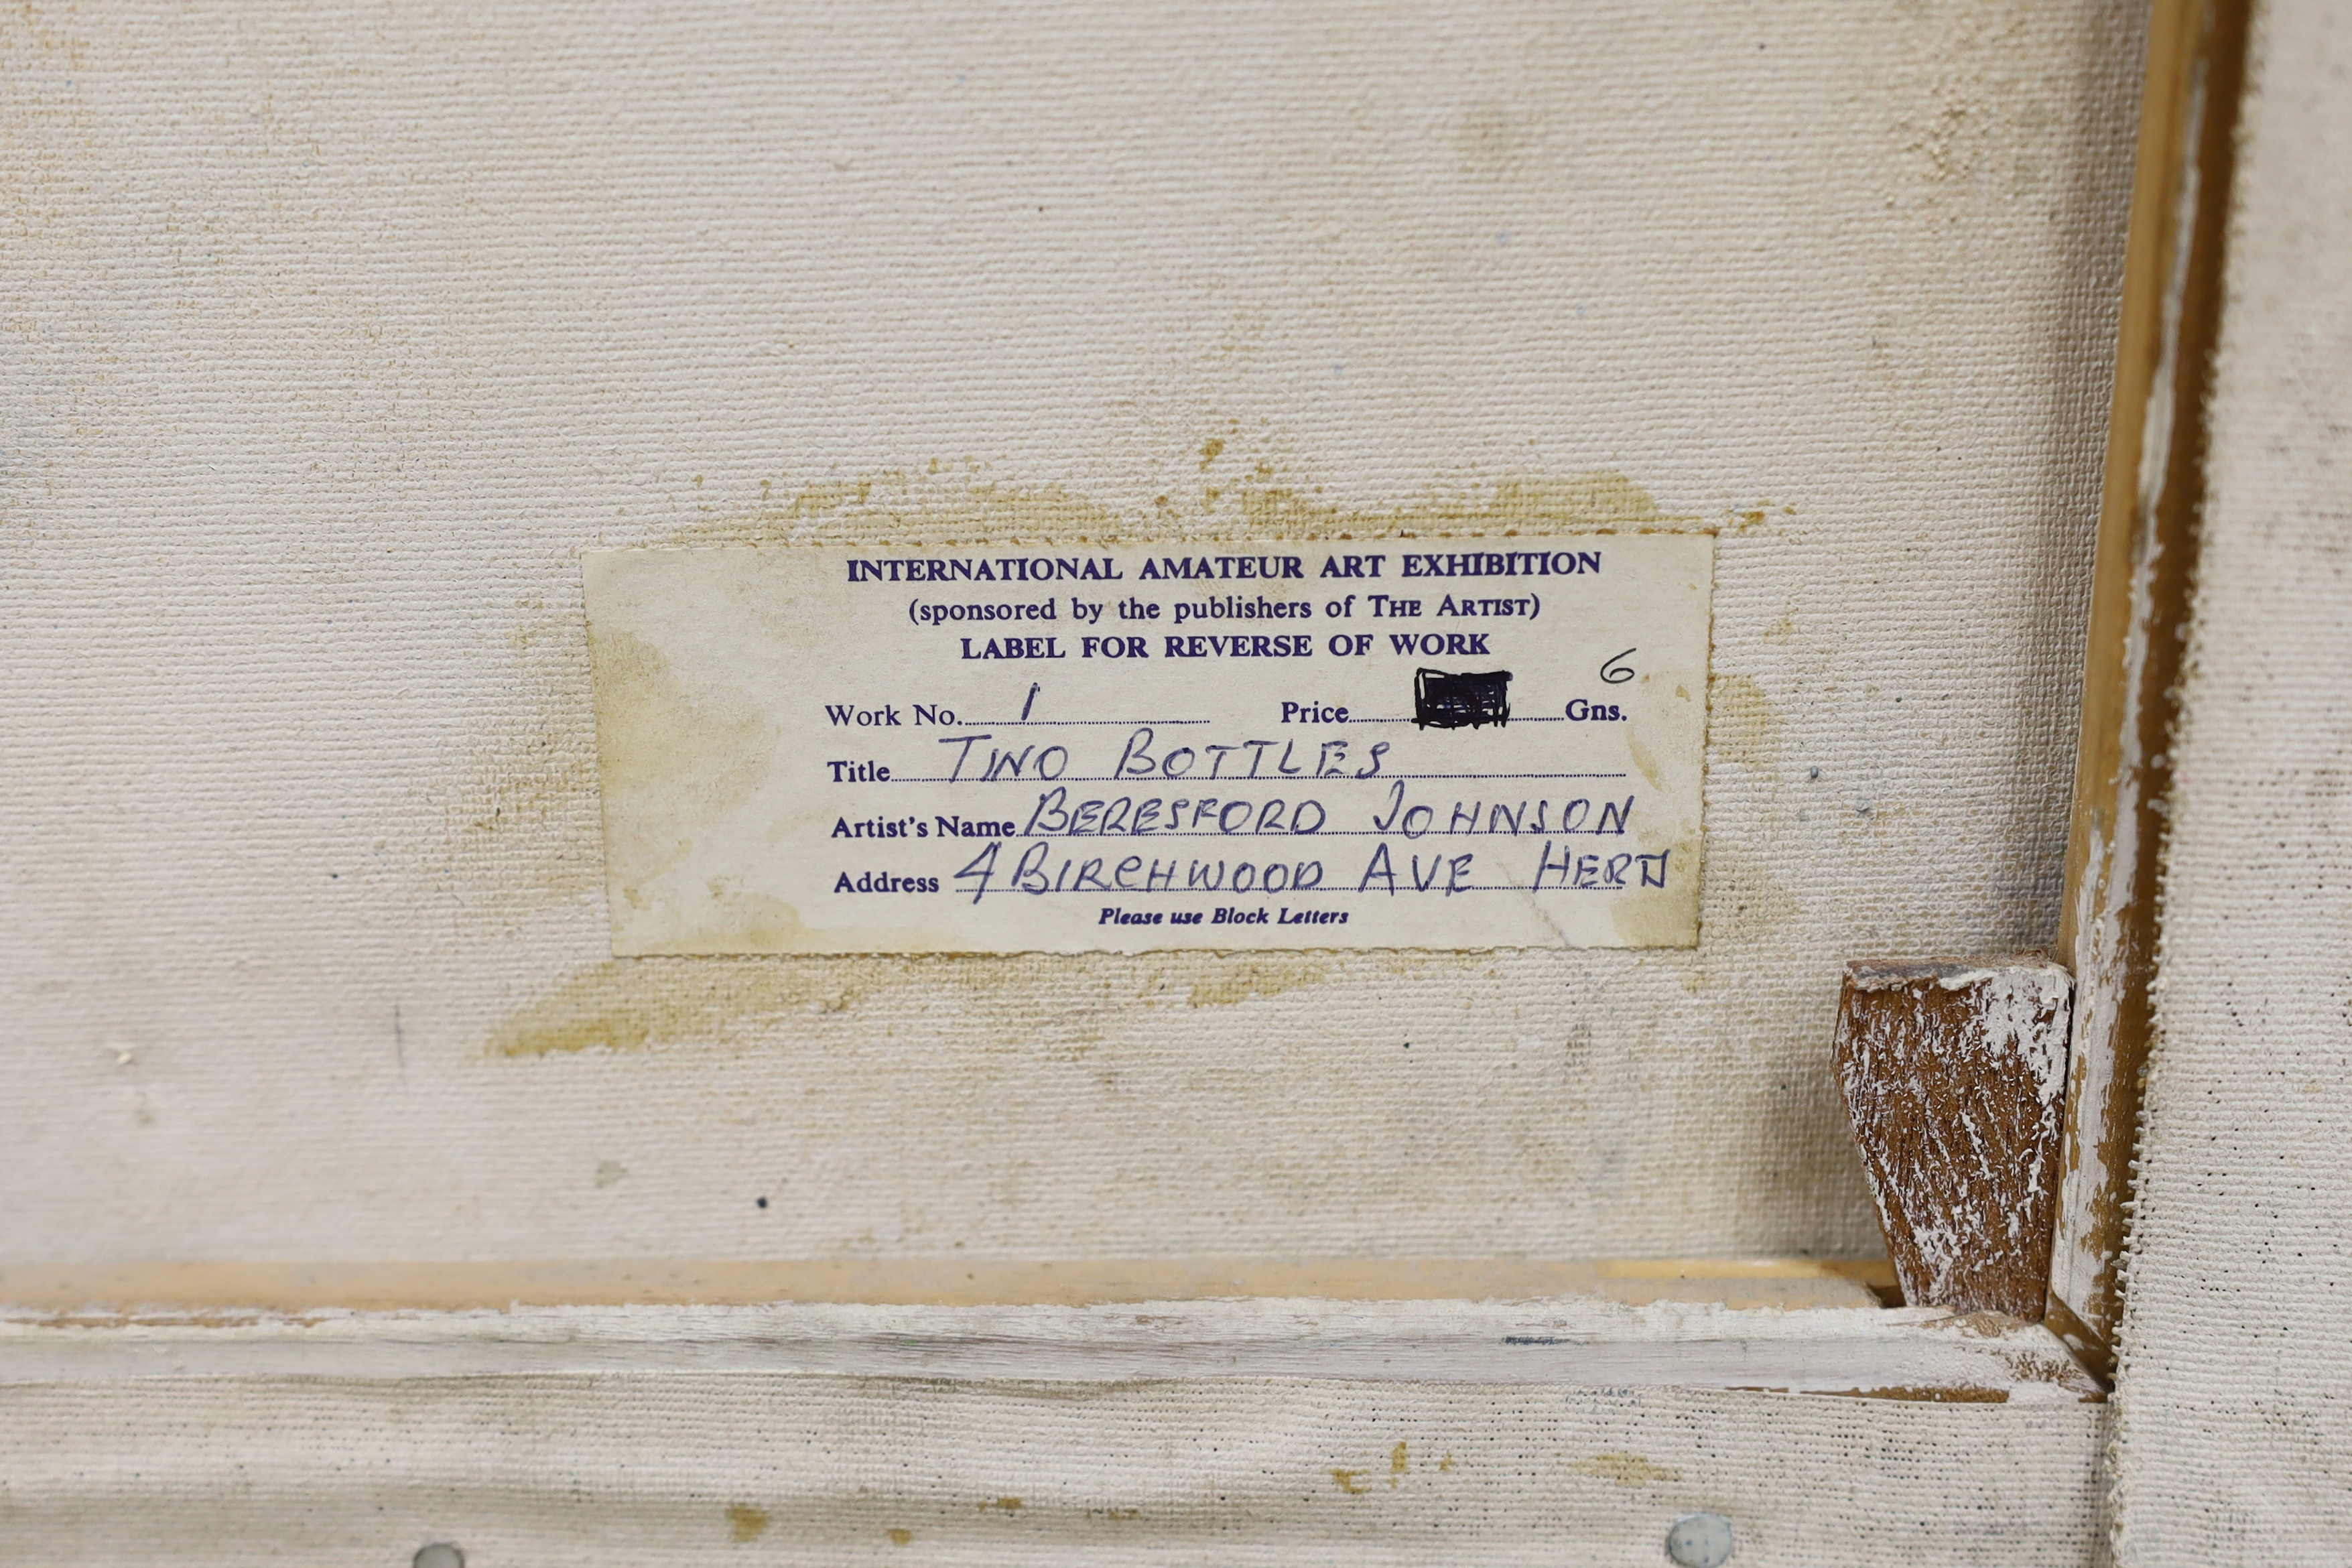 INTERNATIONAL AMATEUR ART EXHIBITION
(sponsored by the publishers of THE ARTIST)
LABEL FOR REVERSE OF WORK
Work No. 1 Price 6 Gns.
Title TWO BOTTLES
Artist's Name BERESFORD JOHNSON
Address 4 BIRCHWOOD AVE
Please use Block Letters